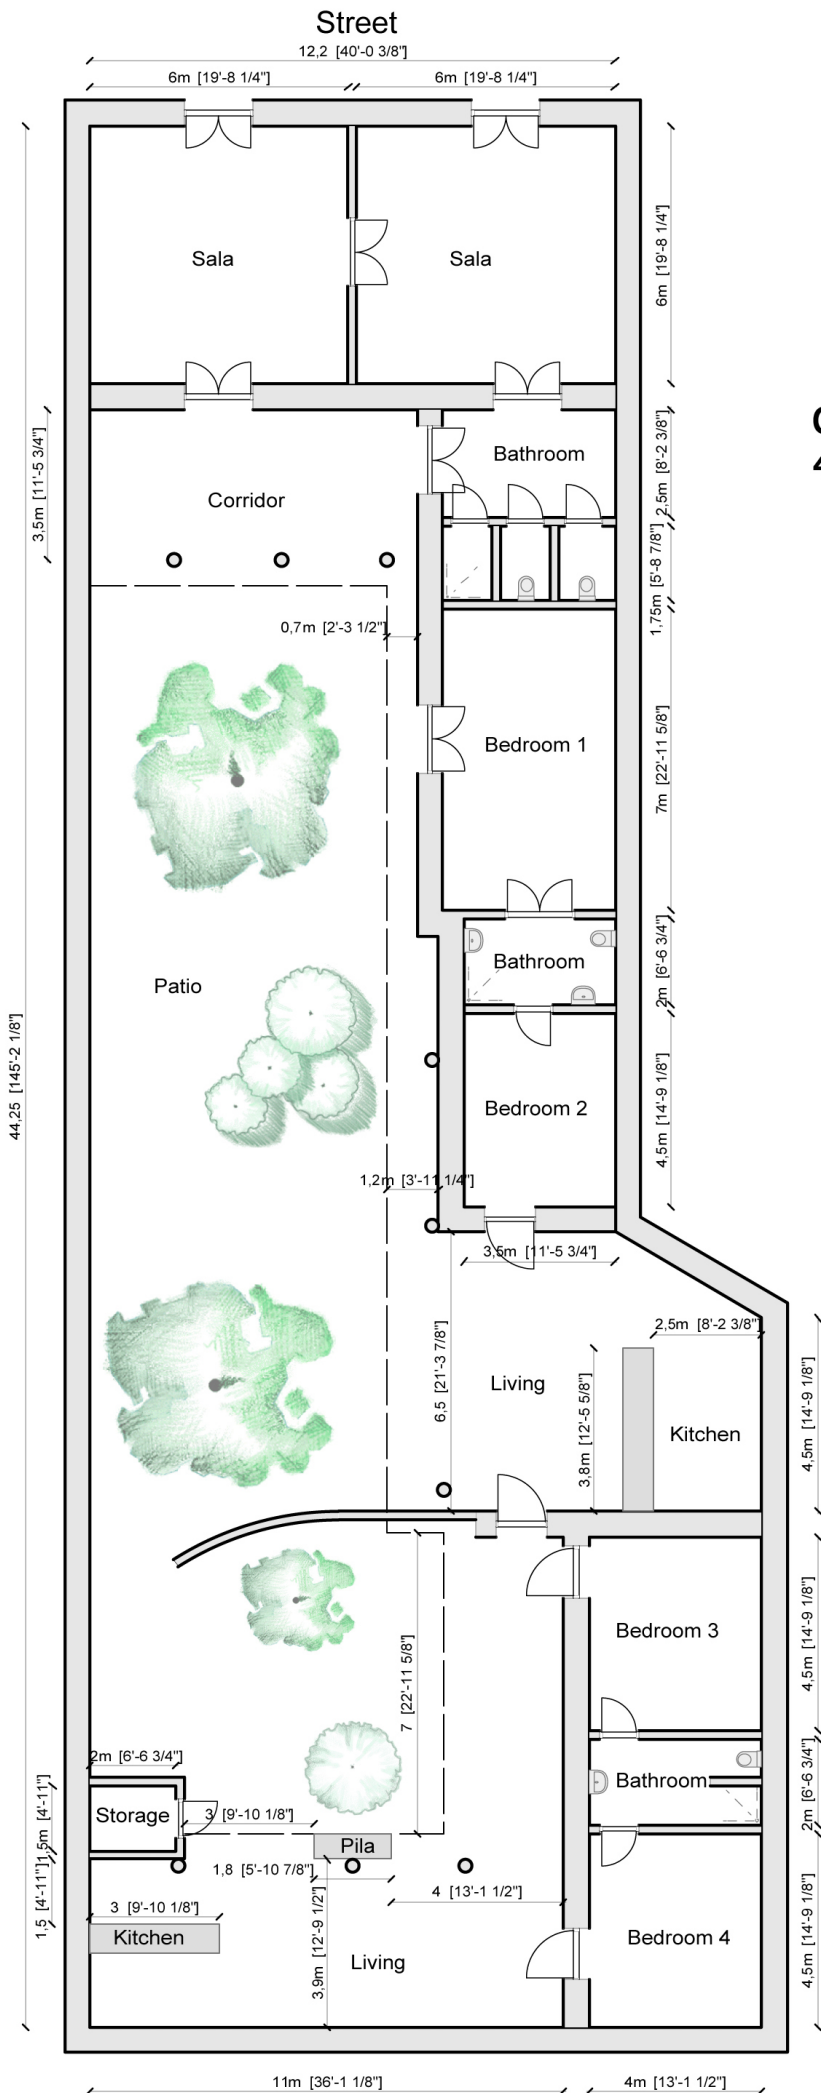 Street
12,2 [40'-0 3/8"]
6m [19'-8 1/4"]
6m [19'-8 1/4"]
Sala
Sala
6m [19'-8 1/4"]
3,5m [11'-5 3/4"]
Corridor
Bathroom
2,5m [8'-2 3/8"]
1,75m [5'-8 7/8"]
0,7m [2'-3 1/2"]
Bedroom 1
7m [22'-11 5/8"]
Patio
Bathroom
2m [6'-6 3/4"]
44,25 [145'-2 1/8"]
Bedroom 2
4,5m [14'-9 1/8"]
1,2m [3'-11 1/4"]
3,5m [11'-5 3/4"]
2,5m [8'-2 3/8"]
6,5 [21'-3 7/8"]
Living
3,8m [12'-5 5/8"]
Kitchen
4,5m [14'-9 1/8"]
Bedroom 3
4,5m [14'-9 1/8"]
7 [22'-11 5/8"]
2m [6'-6 3/4"]
Bathroom
2m [6'-6 3/4"]
Storage
1,5m [4'-11"]
3 [9'-10 1/8"]
Pila
1,8 [5'-10 7/8"]
4 [13'-1 1/2"]
1,5 [4'-11"]
3 [9'-10 1/8"]
Kitchen
3,9m [12'-9 1/2"]
Living
Bedroom 4
4,5m [14'-9 1/8"]
11m [36'-1 1/8"]
4m [13'-1 1/2"]